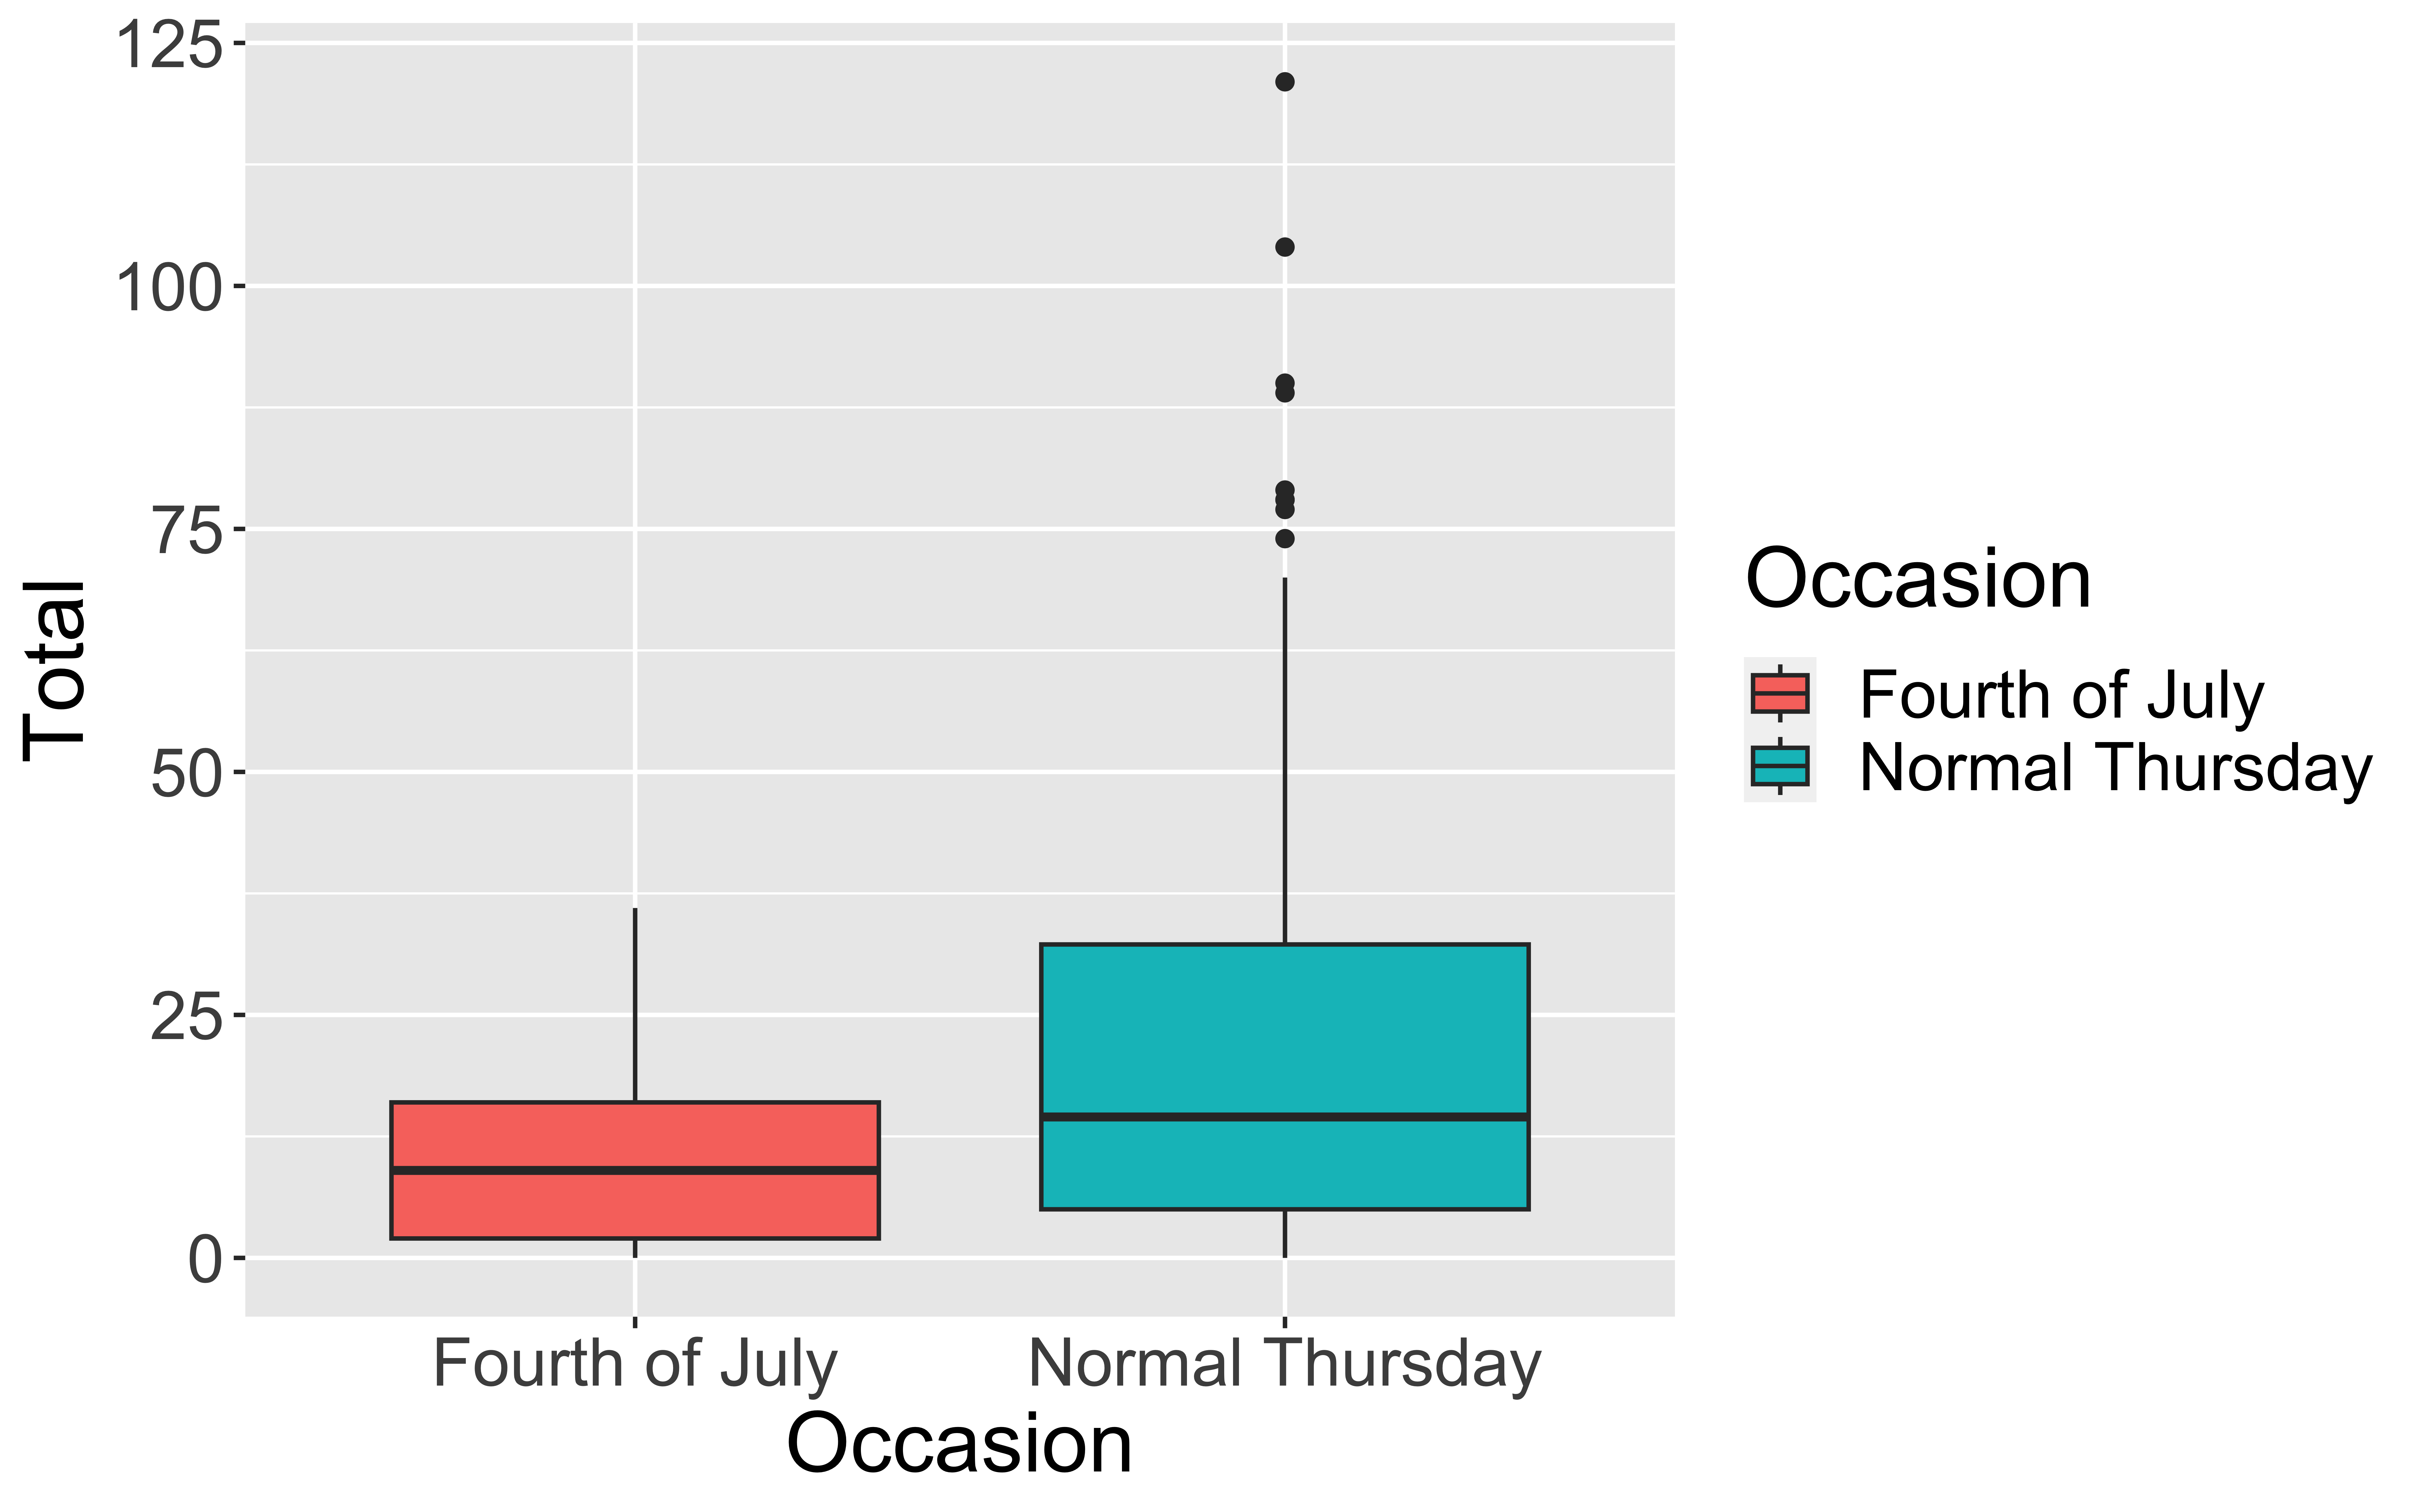 125
100
75
50
25
0
Total
Fourth of July
Normal Thursday
Occasion
Occasion
Fourth of July
Normal Thursday